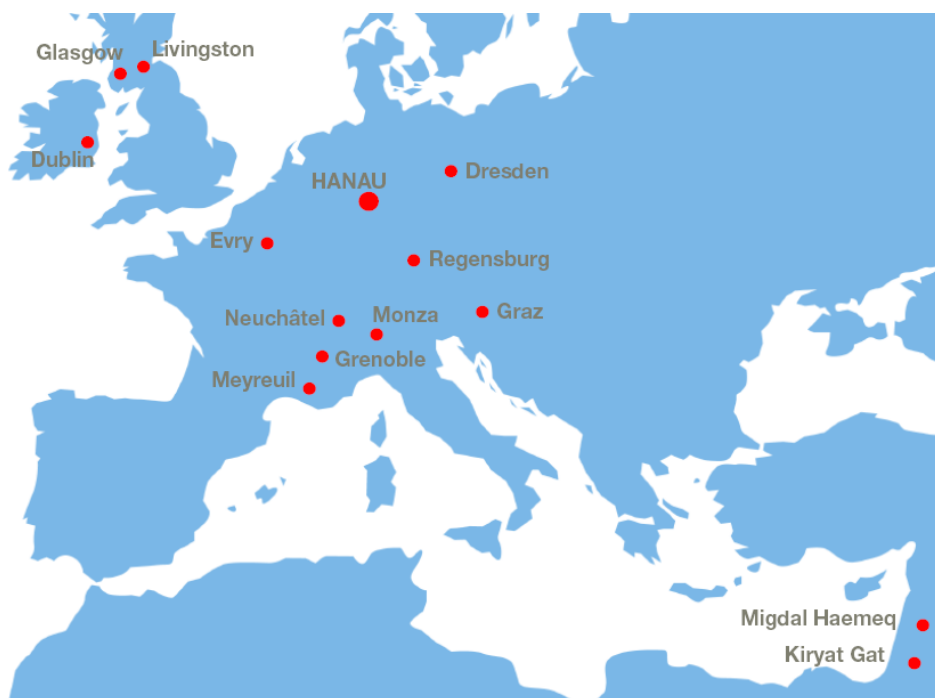 Glasgow
Livingston
Dublin
Dresden
HANAU
Evry
Regensburg
Neuchâtel
Monza
Graz
Grenoble
Meyreuil
Migdal Haemeq
Kiryat Gat